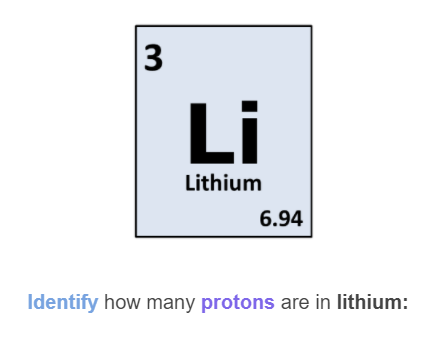 3
Li
Lithium
6.94
Identify how many protons are in lithium: